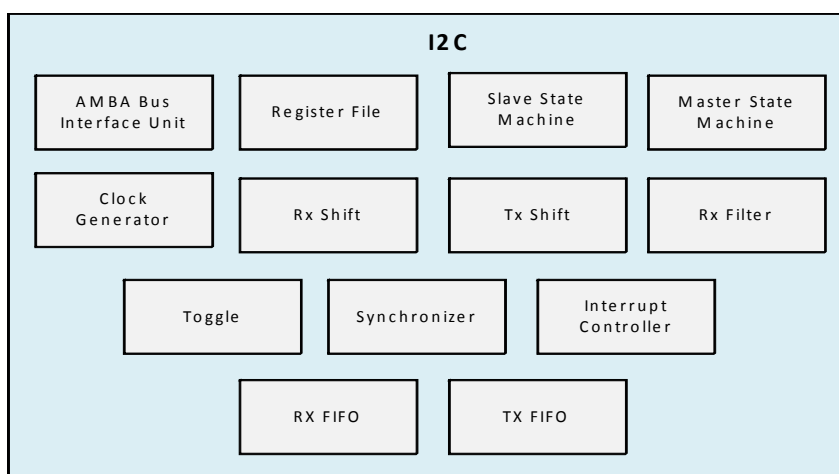 I2C
AMBA Bus
Interface Unit
Register File
Slave State
Machine
Master State
Machine
Clock
Generator
Rx Shift
Tx Shift
Rx Filter
Toggle
Synchronizer
Interrupt
Controller
RX FIFO
TX FIFO